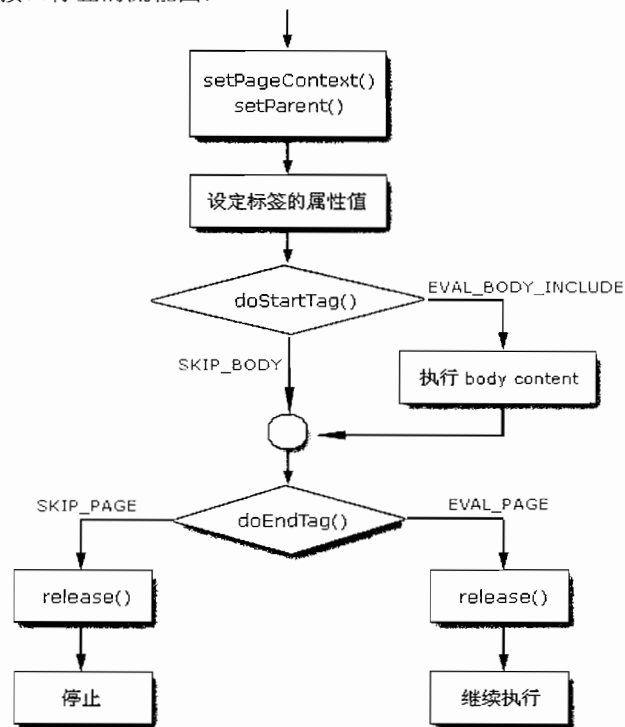 setPageContext()
setParent()
设定标签的属性值
doStartTag()
EVAL_BODY_INCLUDE
SKIP_BODY
执行 body content
SKIP_PAGE
doEndTag()
EVAL_PAGE
release()
release()
停止
继续执行